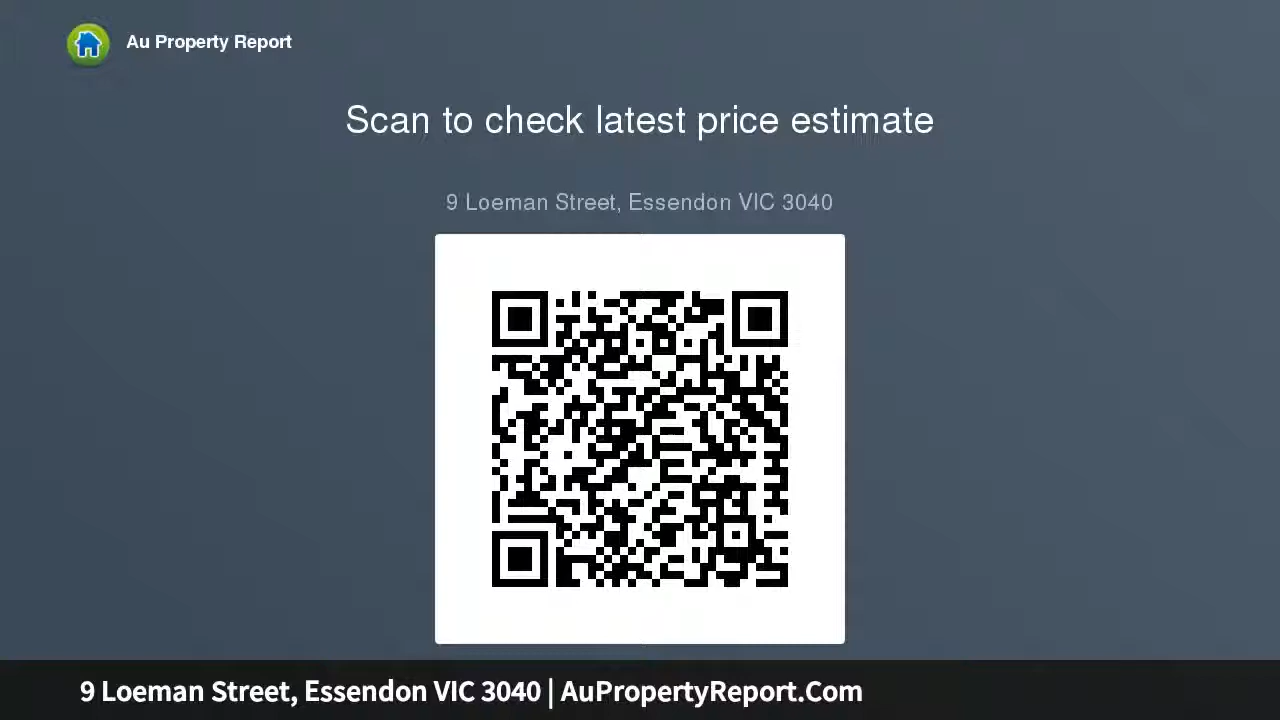 Au Property Report
Scan to check latest price estimate
9 Loeman Street, Essendon VIC 3040
9 Loeman Street, Essendon VIC 3040 | AuPropertyReport.Com